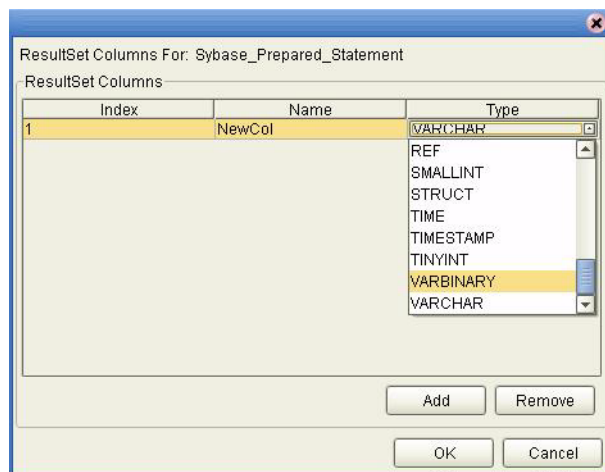 ResultSet Columns For: Sybase_Prepared_Statement
ResultSet Columns
Index Name Type
1 NewCol VARCHAR
REF
SMALLINT
STRUCT
TIME
TIMESTAMP
TINYINT
VARBINARY
VARCHAR
Add Remove
OK Cancel